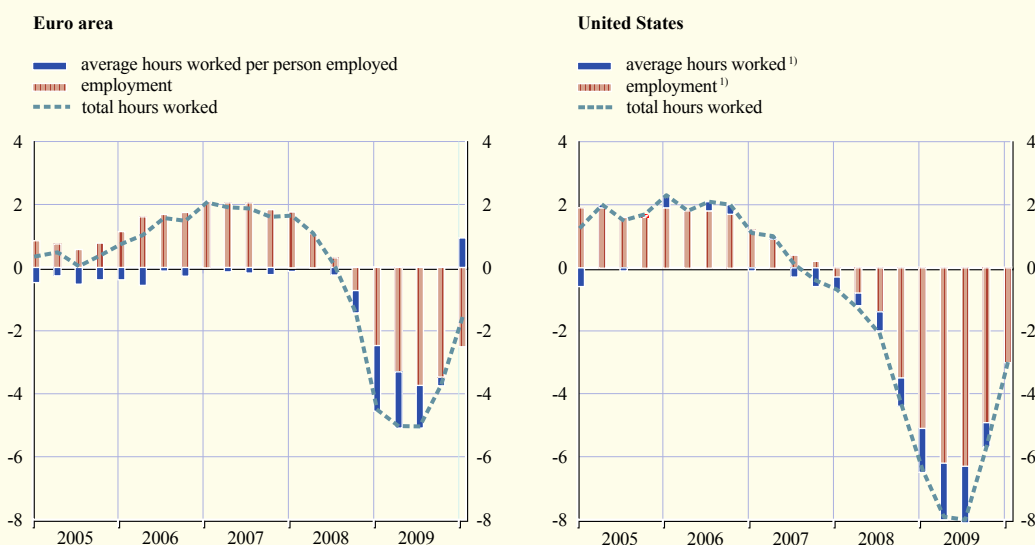 Euro area
average hours worked per person employed
employment
total hours worked
4 4
2 2
0 0
-2 -2
-4 -4
-6 -6
-8 -8
2005 2006 2007 2008 2009
United States
average hours worked 1)
employment 1)
total hours worked
4 4
2 2
0 0
-2 -2
-4 -4
-6 -6
-8 -8
2005 2006 2007 2008 2009